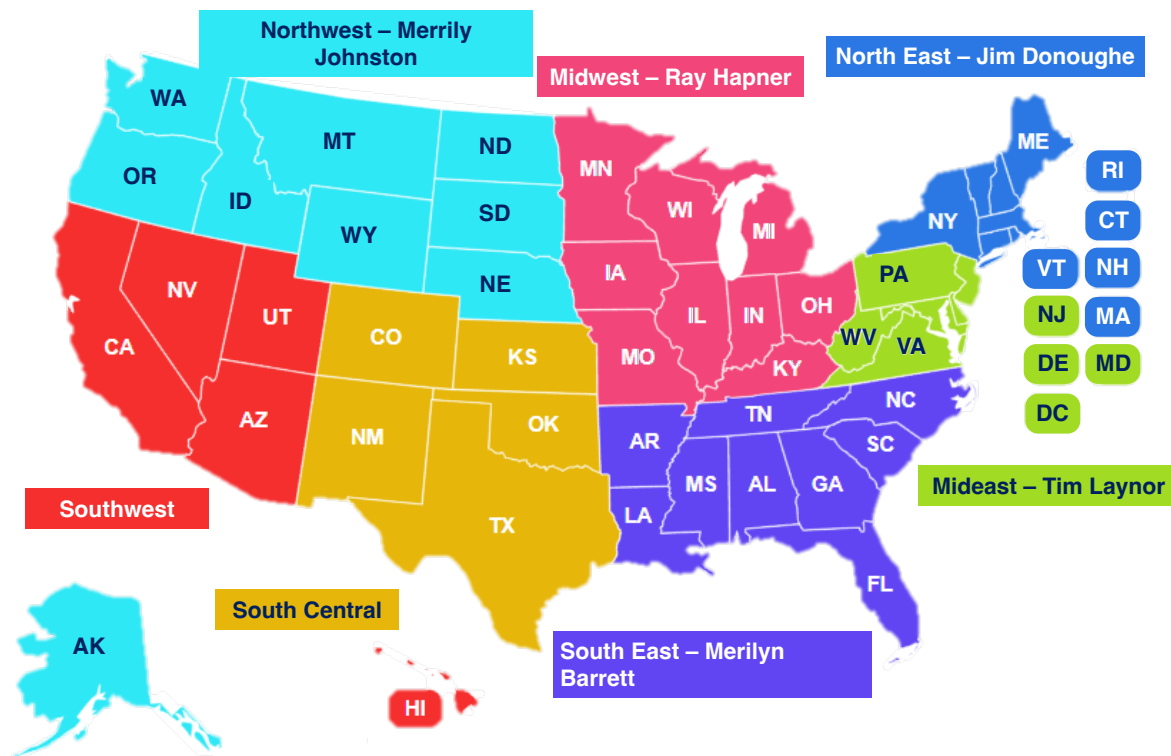 Northwest – Merrily
Johnston
North East – Jim Donoughe
Midwest – Ray Hapner
WA
MT
ND
MN
ME
OR
ID
SD
WI
MI
NY
RI
CT
WY
NE
IA
PA
VT
NH
NV
UT
CO
KS
IL
IN
OH
WV
VA
NJ
MA
CA
MO
KY
DE
MD
AZ
NM
OK
AR
TN
NC
DC
SC
MS
AL
GA
Mideast – Tim Laynor
Southwest
TX
LA
FL
South Central
AK
South East – Merilyn
Barrett
HI